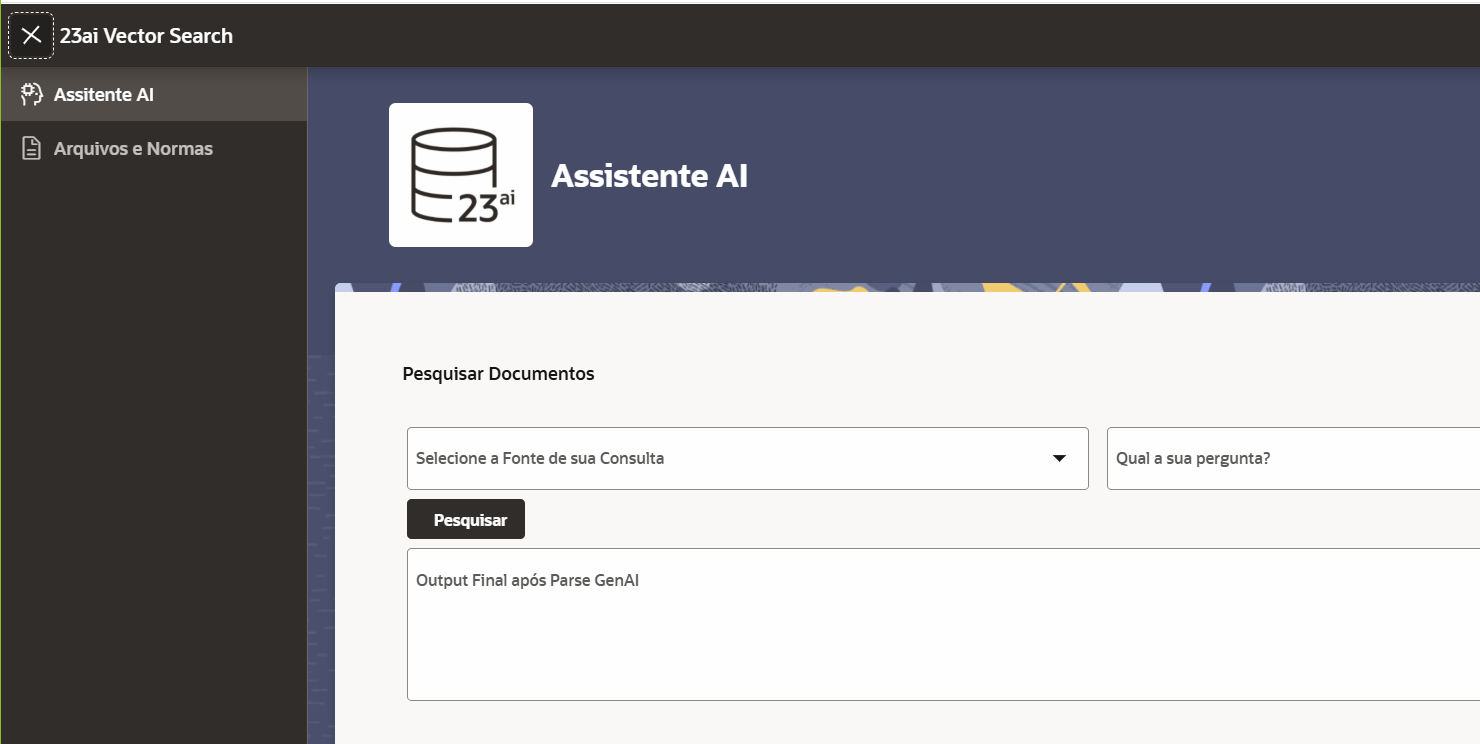 23ai Vector Search
Assitente AI
Arquivos e Normas
23ai
Assistente AI
Pesquisar Documentos
Selecione a Fonte de sua Consulta
Qual a sua pergunta?
Pesquisar
Output Final após Parse GenAI